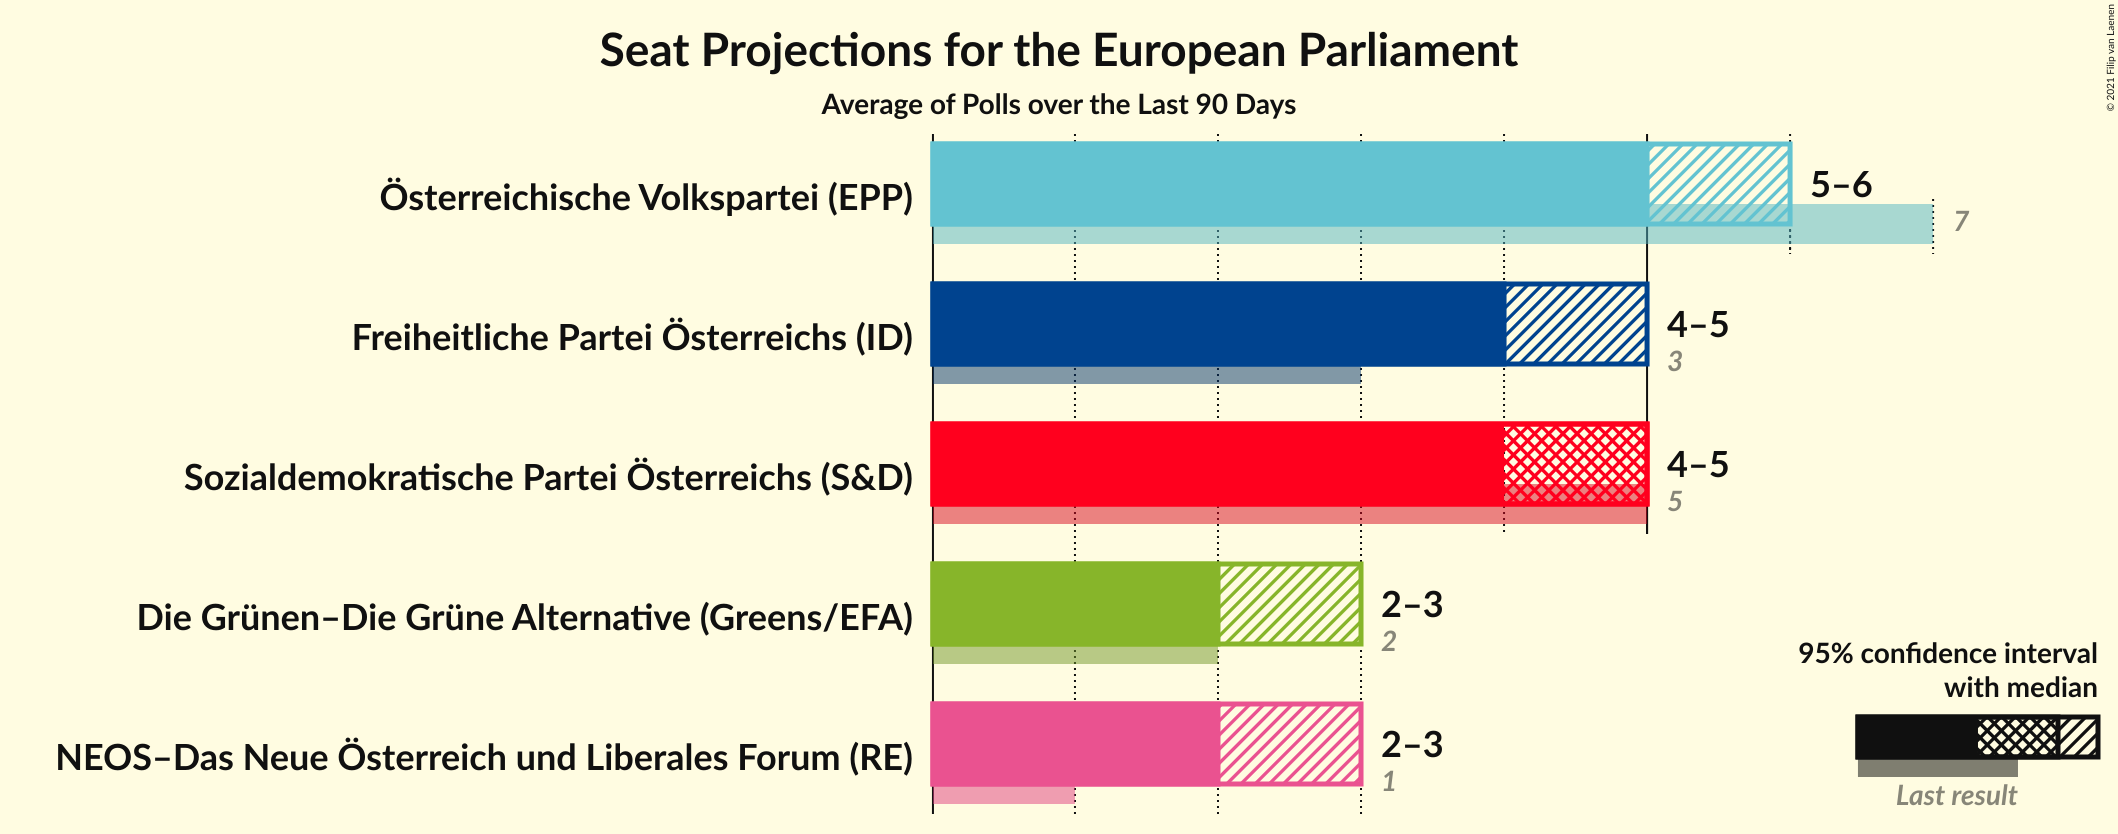 Seat Projections for the European Parliament
Average of Polls over the Last 90 Days
© 2021 Filip van Laenen
Österreichische Volkspartei (EPP)
5–6
7
Freiheitliche Partei Österreichs (ID)
4–5
3
Sozialdemokratische Partei Österreichs (S&D)
4–5
5
Die Grünen–Die Grüne Alternative (Greens/EFA)
2–3
2
NEOS–Das Neue Österreich und Liberales Forum (RE)
2–3
1
95% confidence interval
with median
Last result